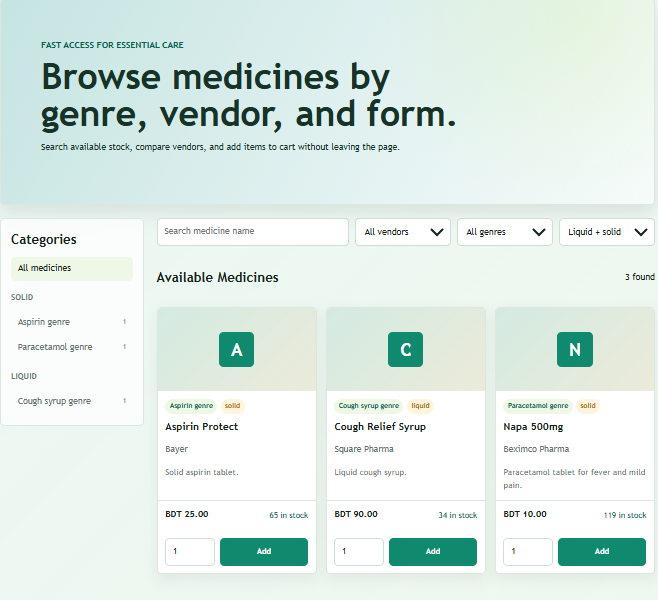 FAST ACCESS FOR ESSENTIAL CARE
Browse medicines by
genre, vendor, and form.
Search available stock, compare vendors, and add items to cart without leaving the page.
Categories
All medicines
SOLID
Aspirin genre 1
Paracetamol genre 1
LIQUID
Cough syrup genre 1
Search medicine name
All vendors
All genres
Liquid + solid
Available Medicines
3 found
A
Aspirin genre solid
Aspirin Protect
Bayer
Solid aspirin tablet.
BDT 25.00 65 in stock
1 Add
C
Cough syrup genre liquid
Cough Relief Syrup
Square Pharma
Liquid cough syrup.
BDT 90.00 34 in stock
1 Add
N
Paracetamol genre solid
Napa 500mg
Beximco Pharma
Paracetamol tablet for fever and mild
pain.
BDT 10.00 119 in stock
1 Add